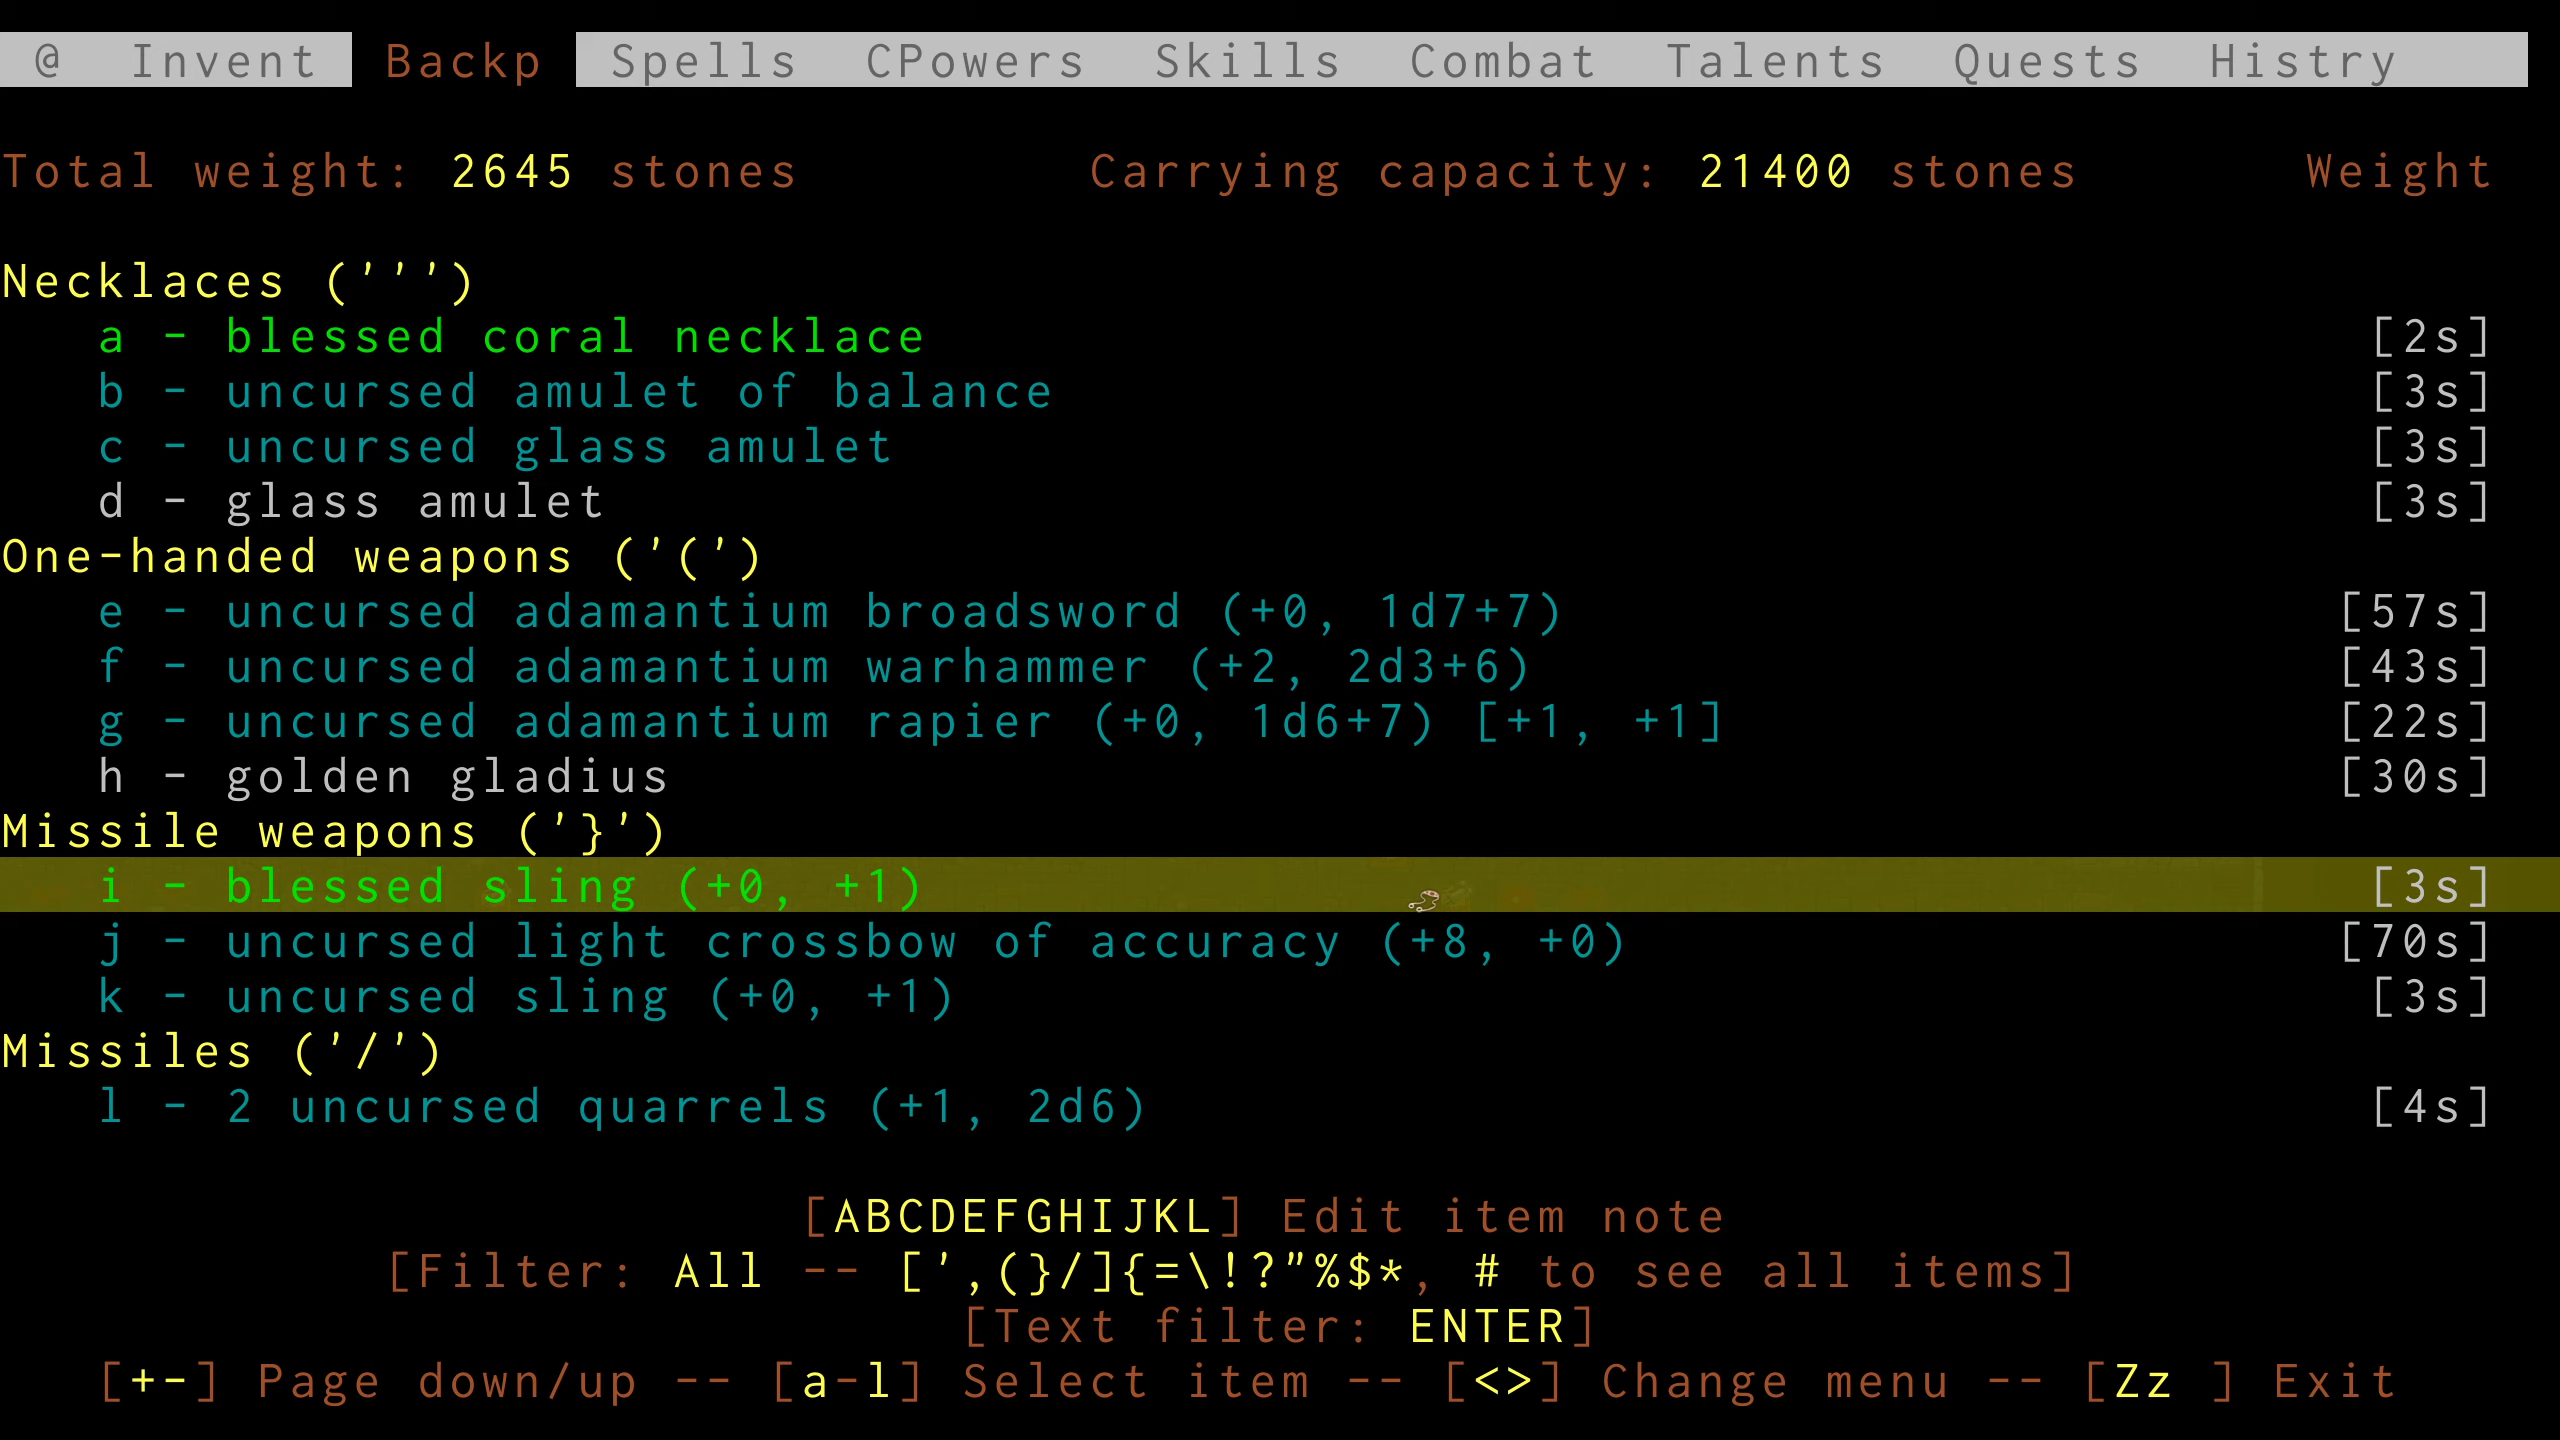 @ Invent Backp Spells CPowers Skills Combat Talents Quests Histry
Total weight: 2645 stones Carrying capacity: 21400 stones Weight
Necklaces (''')
a - blessed coral necklace [2s]
b - uncursed amulet of balance [3s]
c - uncursed glass amulet [3s]
d - glass amulet [3s]
One-handed weapons ('(')
e - uncursed adamantium broadsword (+0, 1d7+7) [57s]
f - uncursed adamantium warhammer (+2, 2d3+6) [43s]
g - uncursed adamantium rapier (+0, 1d6+7) [+1, +1] [22s]
h - golden gladius [30s]
Missile weapons ('}')
i - blessed sling (+0, +1) [3s]
j - uncursed light crossbow of accuracy (+8, +0) [70s]
k - uncursed sling (+0, +1) [3s]
Missiles ('/')
l - 2 uncursed quarrels (+1, 2d6) [4s]
[ABCDEFGHIJKL] Edit item note
[Filter: All -- [',(}/]{=\!?"%$*, # to see all items]
[Text filter: ENTER]
[+-] Page down/up -- [a-l] Select item -- [<>] Change menu -- [Zz ] Exit